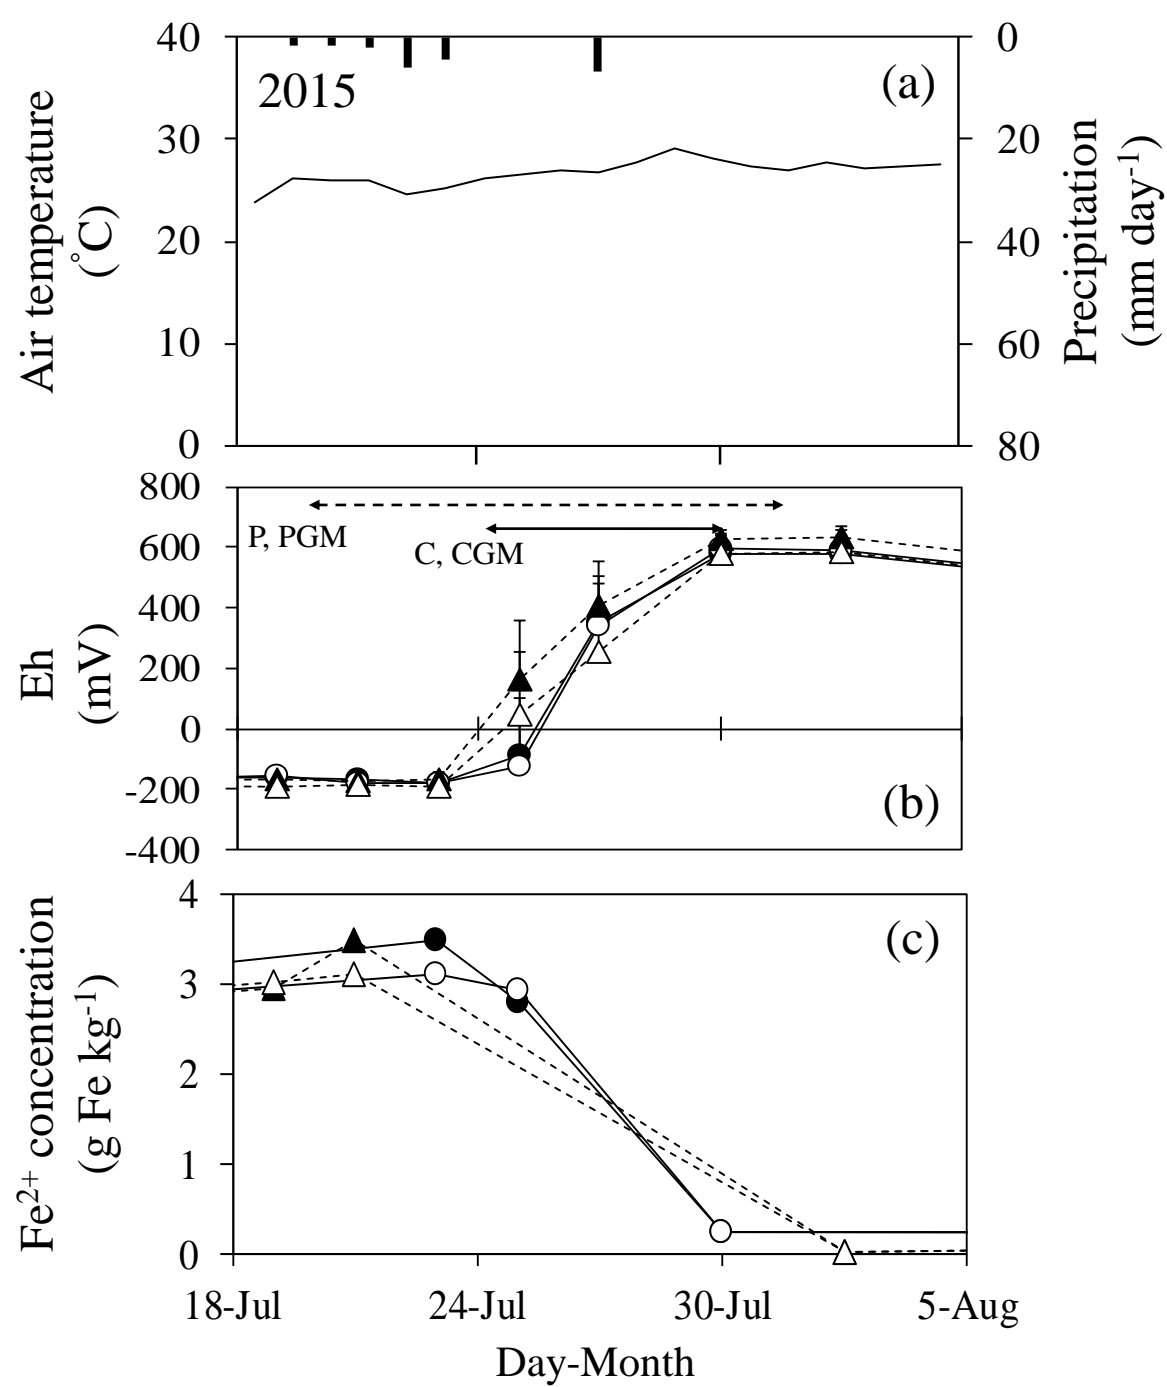 40
30
20
10
0
Air temperature
(°C)
2015
(a)
0
20
40
60
80
Precipitation
(mm day-1)
800
600
400
200
0
-200
-400
Eh
(mV)
P, PGM
C, CGM
(b)
4
3
2
1
0
Fe2+ concentration
(g Fe kg-1)
(c)
18-Jul 24-Jul 30-Jul 5-Aug
Day-Month